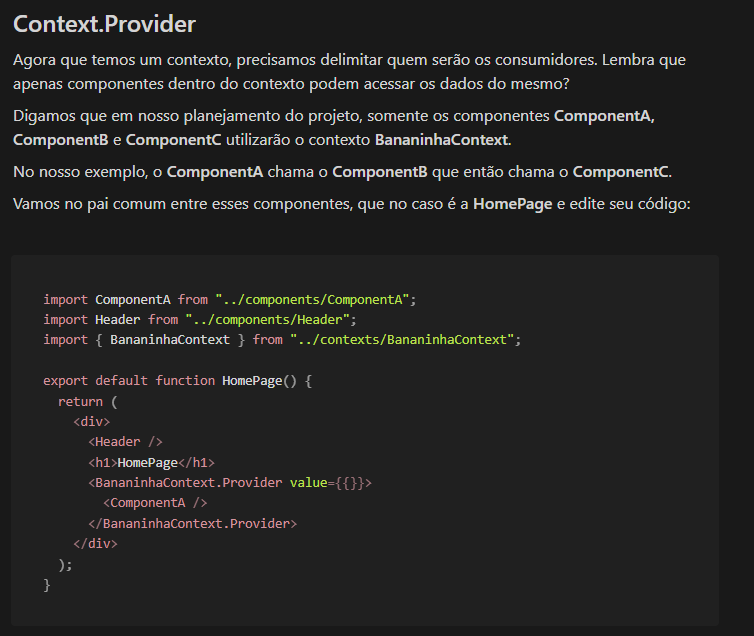 Context.Provider
Agora que temos um contexto, precisamos delimitar quem serão os consumidores. Lembra que
apenas componentes dentro do contexto podem acessar os dados do mesmo?
Digamos que em nosso planejamento do projeto, somente os componentes ComponentA,
ComponentB e ComponentC utilizarão o contexto BananinhaContext.
No nosso exemplo, o ComponentA chama o ComponentB que então chama o ComponentC.
Vamos no pai comum entre esses componentes, que no caso é a HomePage e edite seu código:
import ComponentA from "../components/ComponentA";
import Header from "../components/Header";
import { BananinhaContext } from "../contexts/BananinhaContext";
export default function HomePage() {
  return (
    <div>
      <Header />
      <h1>HomePage</h1>
      <BananinhaContext.Provider value={{}}>
        <ComponentA />
      </BananinhaContext.Provider>
    </div>
  );
}